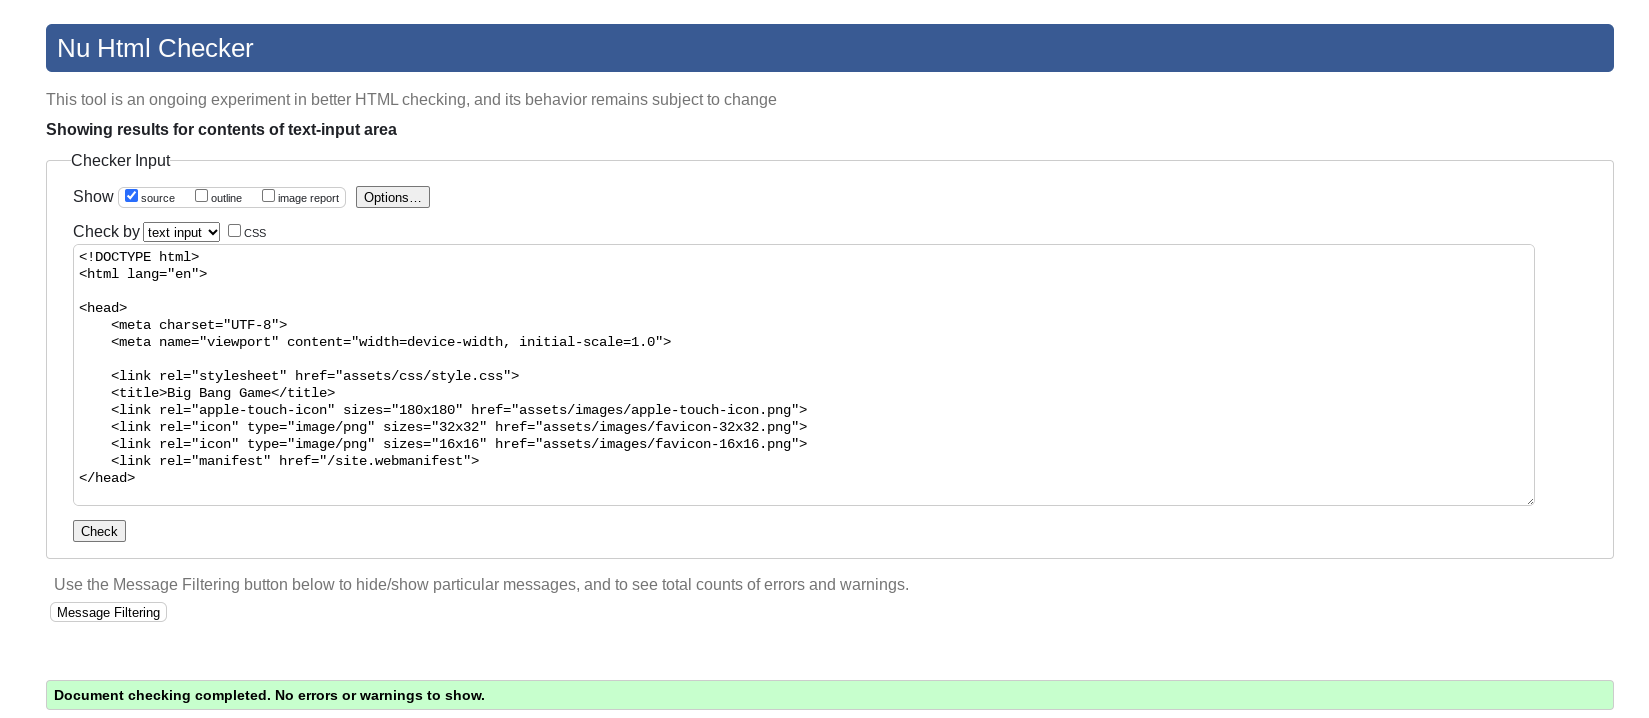 Nu Html Checker
This tool is an ongoing experiment in better HTML checking, and its behavior remains subject to change
Showing results for contents of text-input area
Checker Input
Show source outline image report Options...
Check by text input CSS
<!DOCTYPE html>
<html lang="en">
<head>
    <meta charset="UTF-8">
    <meta name="viewport" content="width=device-width, initial-scale=1.0">
    <link rel="stylesheet" href="assets/css/style.css">
    <title>Big Bang Game</title>
    <link rel="apple-touch-icon" sizes="180x180" href="assets/images/apple-touch-icon.png">
    <link rel="icon" type="image/png" sizes="32x32" href="assets/images/favicon-32x32.png">
    <link rel="icon" type="image/png" sizes="16x16" href="assets/images/favicon-16x16.png">
    <link rel="manifest" href="/site.webmanifest">
</head>
Check
Use the Message Filtering button below to hide/show particular messages, and to see total counts of errors and warnings.
Message Filtering
Document checking completed. No errors or warnings to show.